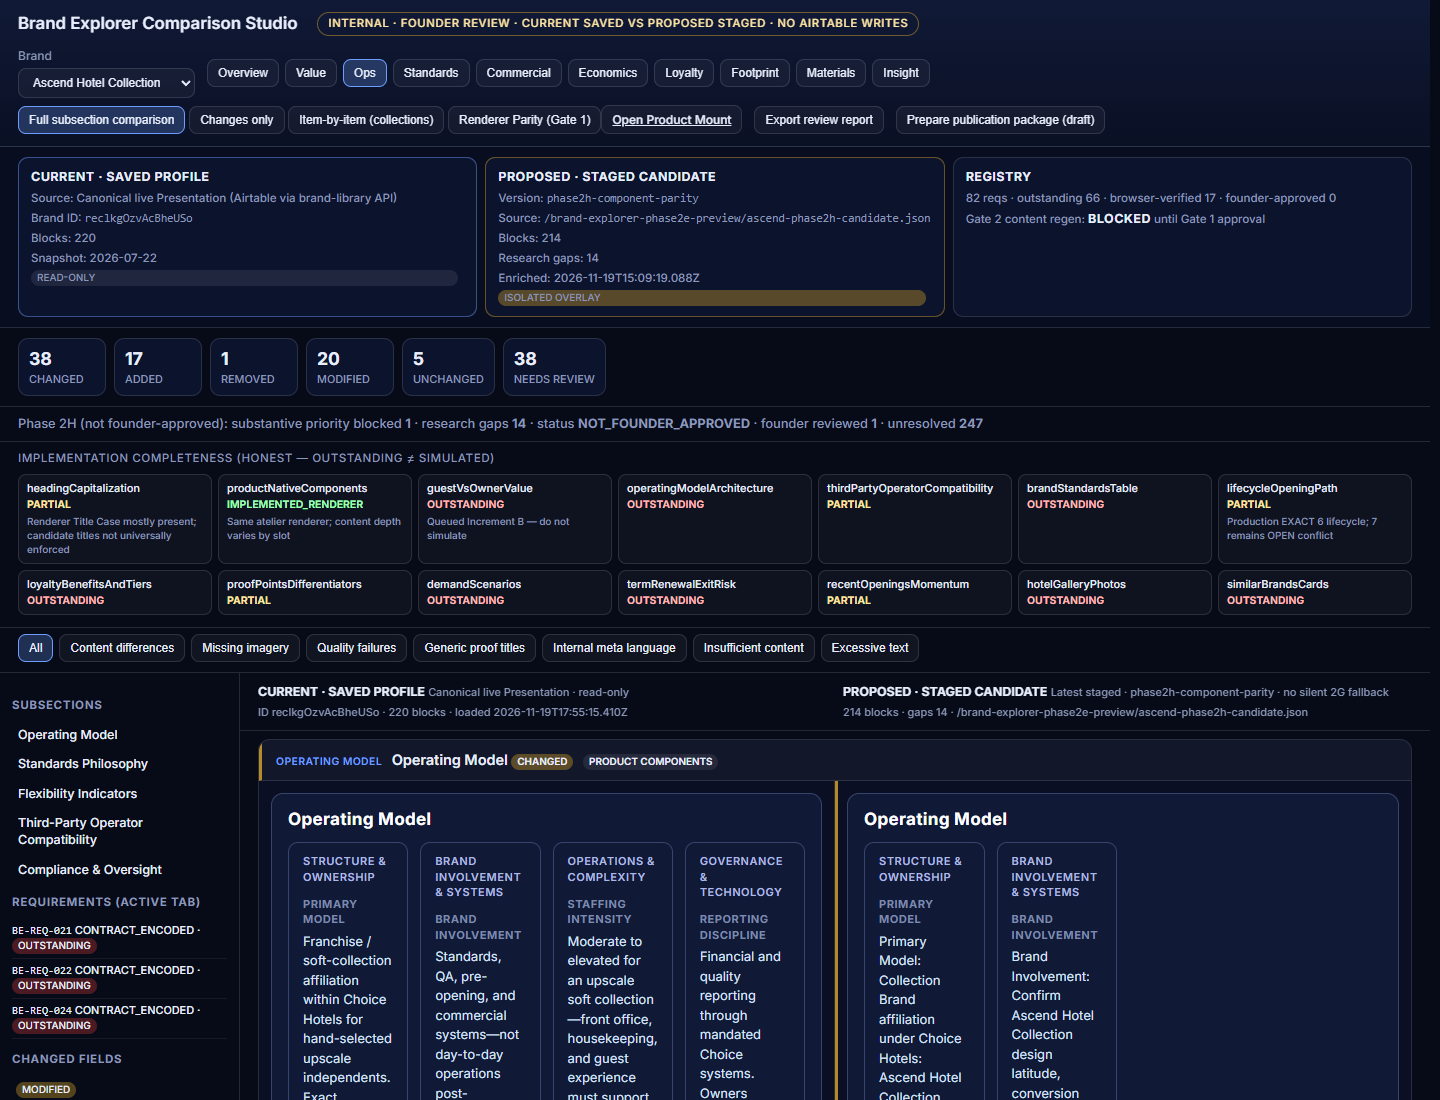 Brand Explorer Comparison Studio
INTERNAL · FOUNDER REVIEW · CURRENT SAVED VS PROPOSED STAGED · NO AIRTABLE WRITES
Brand
Ascend Hotel Collection
Overview
Value
Ops
Standards
Commercial
Economics
Loyalty
Footprint
Materials
Insight
Full subsection comparison
Changes only
Item-by-item (collections)
Renderer Parity (Gate 1)
Open Product Mount
Export review report
Prepare publication package (draft)
CURRENT · SAVED PROFILE
Source: Canonical live Presentation (Airtable via brand-library API)
Brand ID: reclkgOzvAcBheUSo
Blocks: 220
Snapshot: 2026-07-22
READ-ONLY
PROPOSED · STAGED CANDIDATE
Version: phase2h-component-parity
Source: /brand-explorer-phase2e-preview/ascend-phase2h-candidate.json
Blocks: 214
Research gaps: 14
Enriched: 2026-11-19T15:09:19.088Z
ISOLATED OVERLAY
REGISTRY
82 reqs · outstanding 66 · browser-verified 17 · founder-approved 0
Gate 2 content regen: BLOCKED until Gate 1 approval
38
CHANGED
17
ADDED
1
REMOVED
20
MODIFIED
5
UNCHANGED
38
NEEDS REVIEW
Phase 2H (not founder-approved): substantive priority blocked 1 · research gaps 14 · status NOT_FOUNDER_APPROVED · founder reviewed 1 · unresolved 247
IMPLEMENTATION COMPLETENESS (HONEST — OUTSTANDING ≠ SIMULATED)
headingCapitalization
PARTIAL
Renderer Title Case mostly present;
candidate titles not universally
enforced
productNativeComponents
IMPLEMENTED_RENDERER
Same atelier renderer; content depth
varies by slot
guestVsOwnerValue
OUTSTANDING
Queued Increment B — do not
simulate
operatingModelArchitecture
OUTSTANDING
thirdPartyOperatorCompatibility
PARTIAL
brandStandardsTable
OUTSTANDING
lifecycleOpeningPath
PARTIAL
Production EXACT 6 lifecycle; 7
remains OPEN conflict
loyaltyBenefitsAndTiers
OUTSTANDING
proofPointsDifferentiators
PARTIAL
demandScenarios
OUTSTANDING
termRenewalExitRisk
OUTSTANDING
recentOpeningsMomentum
PARTIAL
hotelGalleryPhotos
OUTSTANDING
similarBrandsCards
OUTSTANDING
All
Content differences
Missing imagery
Quality failures
Generic proof titles
Internal meta language
Insufficient content
Excessive text
SUBSECTIONS
Operating Model
Standards Philosophy
Flexibility Indicators
Third-Party Operator
Compatibility
Compliance & Oversight
REQUIREMENTS (ACTIVE TAB)
BE-REQ-021 CONTRACT_ENCODED ·
OUTSTANDING
BE-REQ-022 CONTRACT_ENCODED ·
OUTSTANDING
BE-REQ-024 CONTRACT_ENCODED ·
OUTSTANDING
CHANGED FIELDS
MODIFIED
CURRENT · SAVED PROFILE Canonical live Presentation · read-only
ID reclkgOzvAcBheUSo · 220 blocks · loaded 2026-11-19T17:55:15.410Z
PROPOSED · STAGED CANDIDATE Latest staged · phase2h-component-parity · no silent 2G fallback
214 blocks · gaps 14 · /brand-explorer-phase2e-preview/ascend-phase2h-candidate.json
OPERATING MODEL Operating Model CHANGED PRODUCT COMPONENTS
Operating Model
STRUCTURE &
OWNERSHIP
PRIMARY
MODEL
Franchise /
soft-collection
affiliation
within Choice
Hotels for
hand-selected
upscale
independents.
Exact
BRAND
INVOLVEMENT
& SYSTEMS
BRAND
INVOLVEMENT
Standards,
QA, pre-
opening, and
commercial
systems—not
day-to-day
operations
post-
OPERATIONS &
COMPLEXITY
STAFFING
INTENSITY
Moderate to
elevated for
an upscale
soft collection
—front office,
housekeeping,
and guest
experience
must support
GOVERNANCE
&
TECHNOLOGY
REPORTING
DISCIPLINE
Financial and
quality
reporting
through
mandated
Choice
systems.
Owners
Operating Model
STRUCTURE &
OWNERSHIP
PRIMARY
MODEL
Primary
Model:
Collection
Brand
affiliation
under Choice
Hotels:
Ascend Hotel
Collection
BRAND
INVOLVEMENT
& SYSTEMS
BRAND
INVOLVEMENT
Brand
Involvement:
Confirm
Ascend Hotel
Collection
design
latitude,
conversion